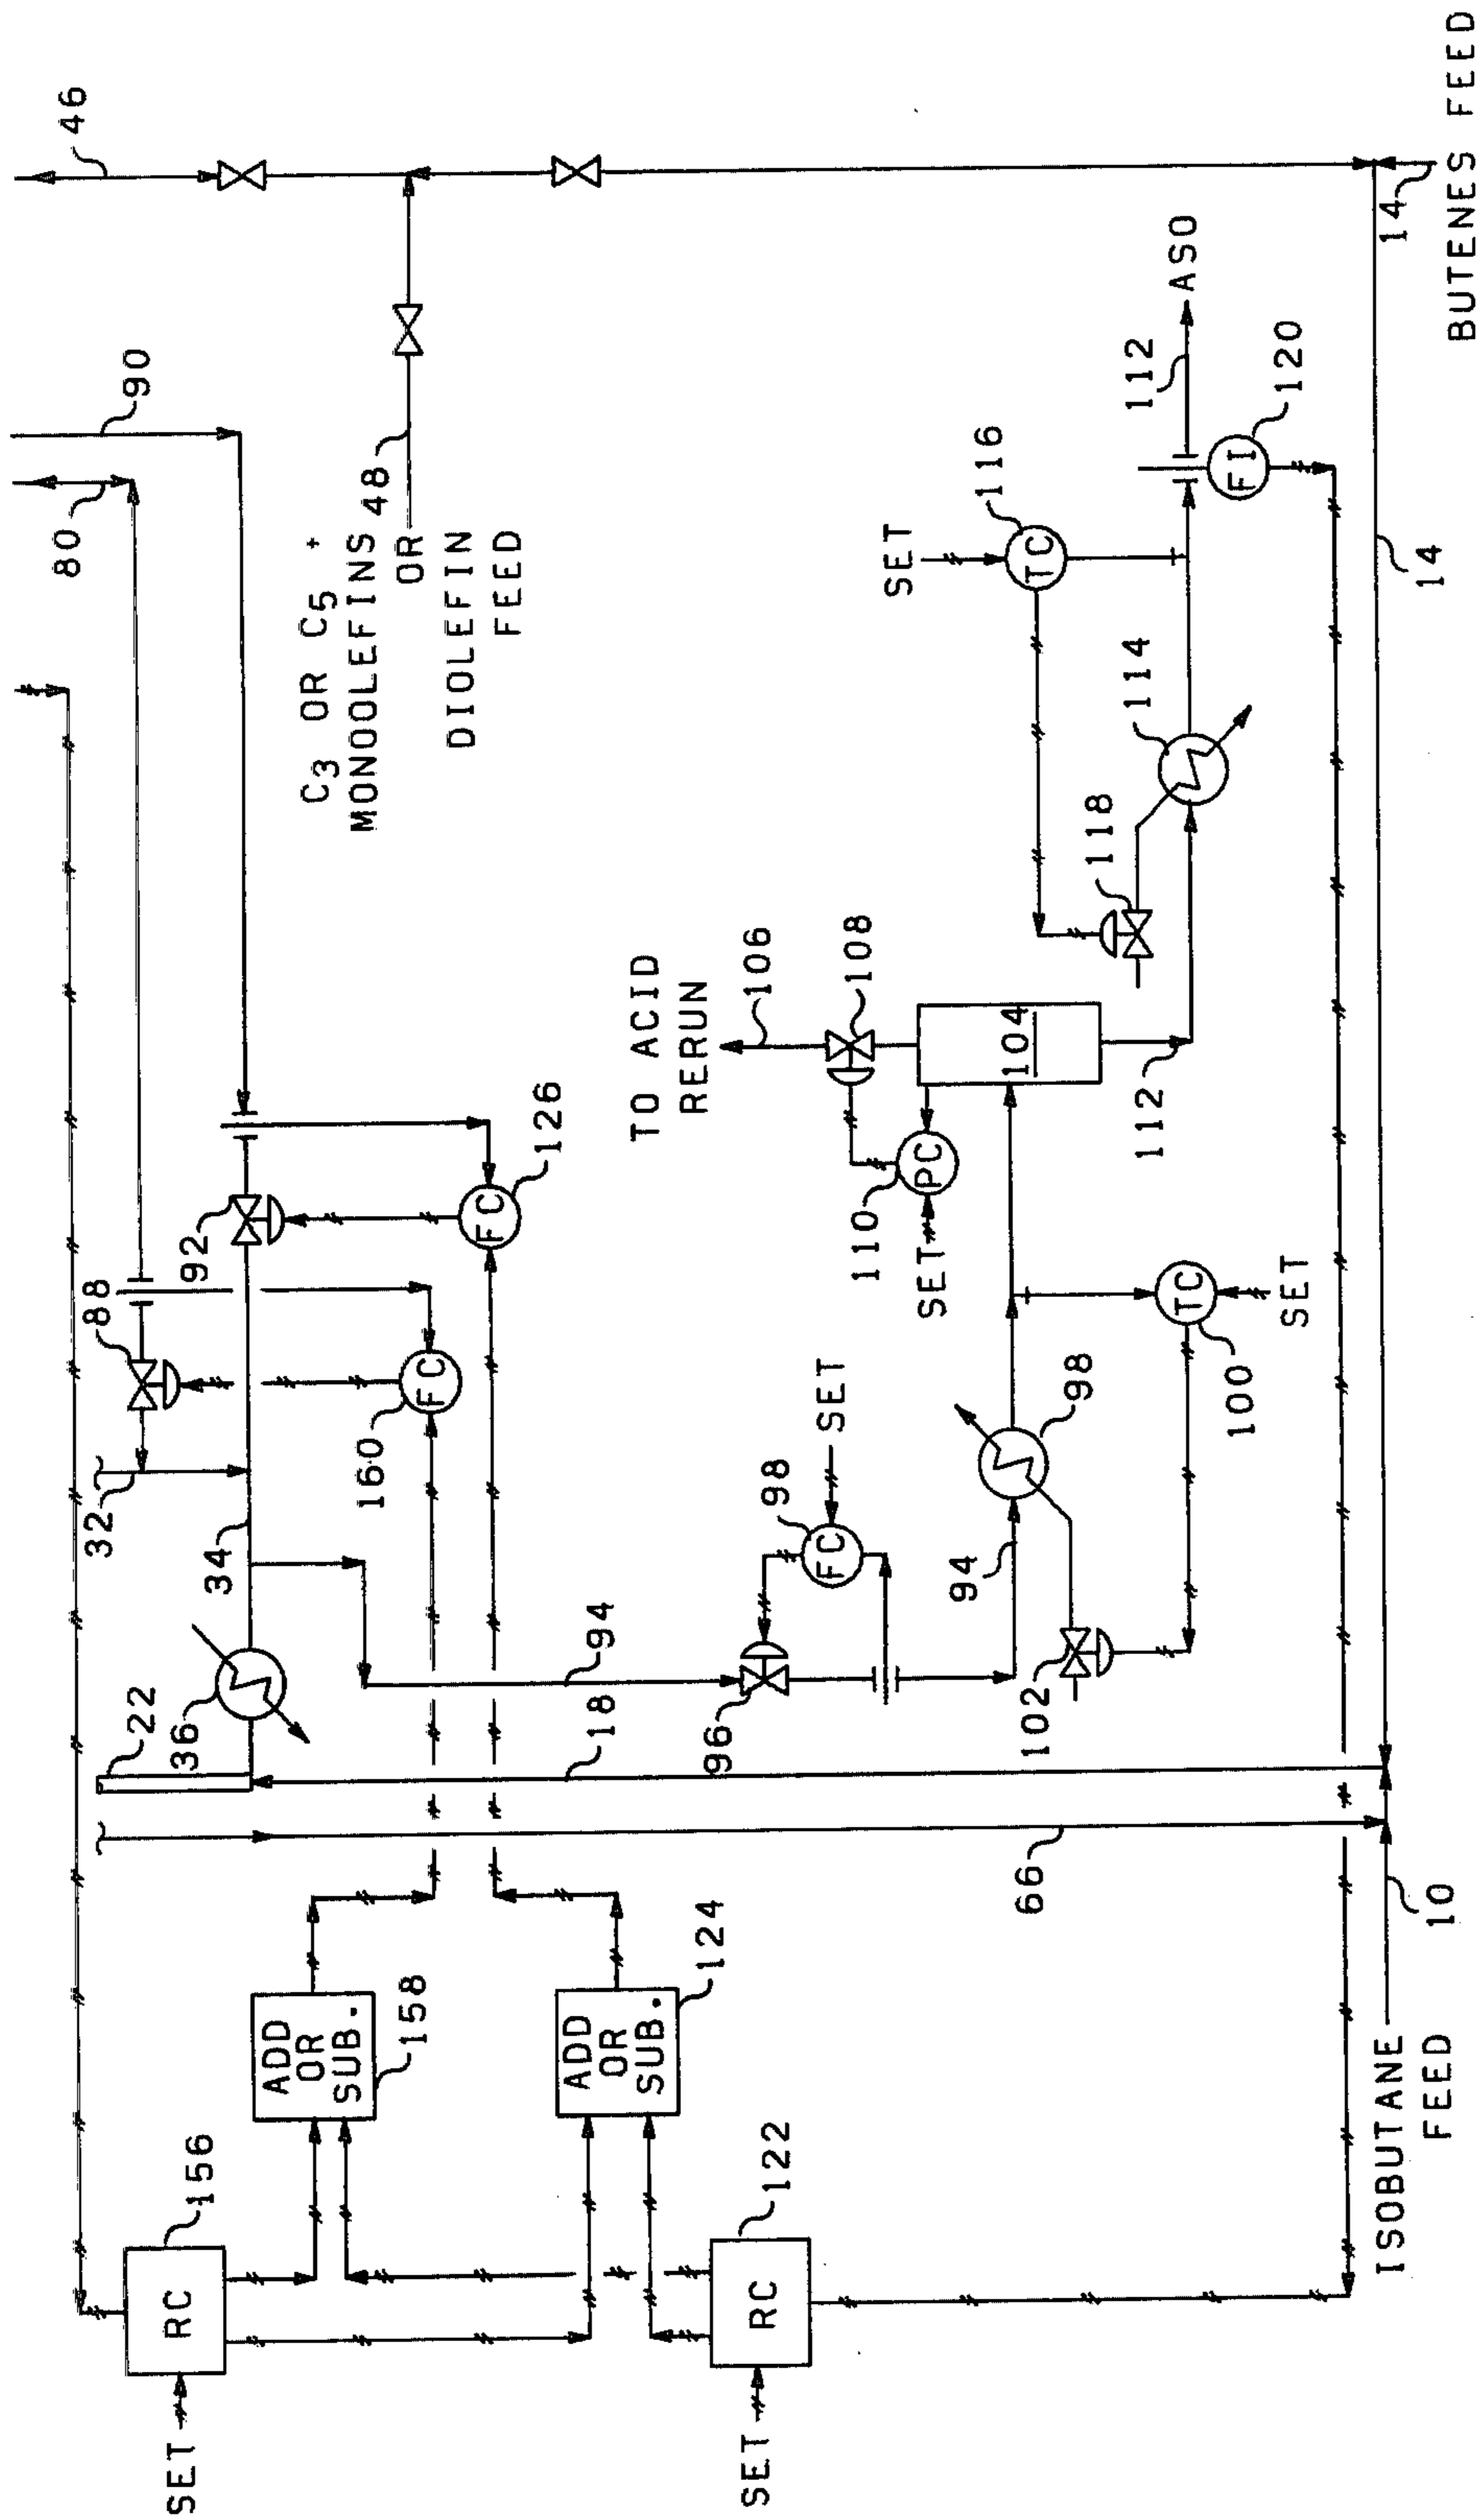 46
90
80
C3 OR C5 +
MONOOLEFINS 48
OR
DIOLEFIN
FEED
92
88
FC
126
32
34
FC
160
36
22
TO ACID
RERUN
106
108
110
PC
SET
104
112
118
114
SET
TC
116
112
ASO
FI
120
98
FC
SET
94
18
96
94
98
TC
100
SET
102
66
14
14
BUTENES FEED
10
ISOBUTANE
FEED
ADD
OR
SUB.
158
ADD
OR
SUB.
124
SET
RC
156
SET
RC
122